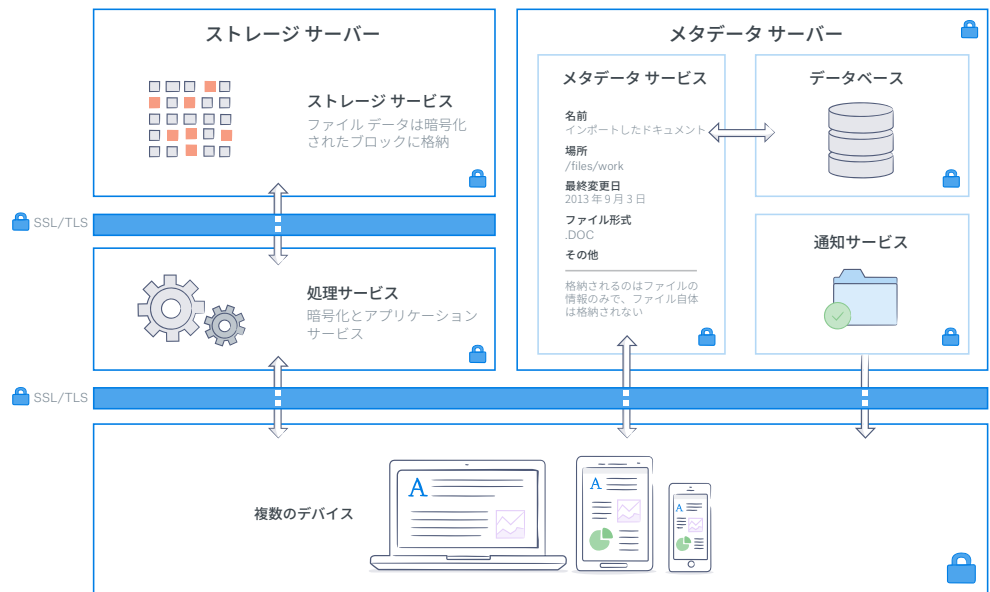 ストレージ サーバー
ストレージ サービス
ファイル データは暗号化
されたブロックに格納
SSL/TLS
処理サービス
暗号化とアプリケーション
サービス
メタデータ サーバー
メタデータ サービス
名前
インポートしたドキュメント
場所
/files/work
最終変更日
2013 年 9 月 3 日
ファイル形式
.DOC
その他
格納されるのはファイルの
情報のみで、ファイル自体
は格納されない
データベース
通知サービス
SSL/TLS
複数のデバイス
A
A
A